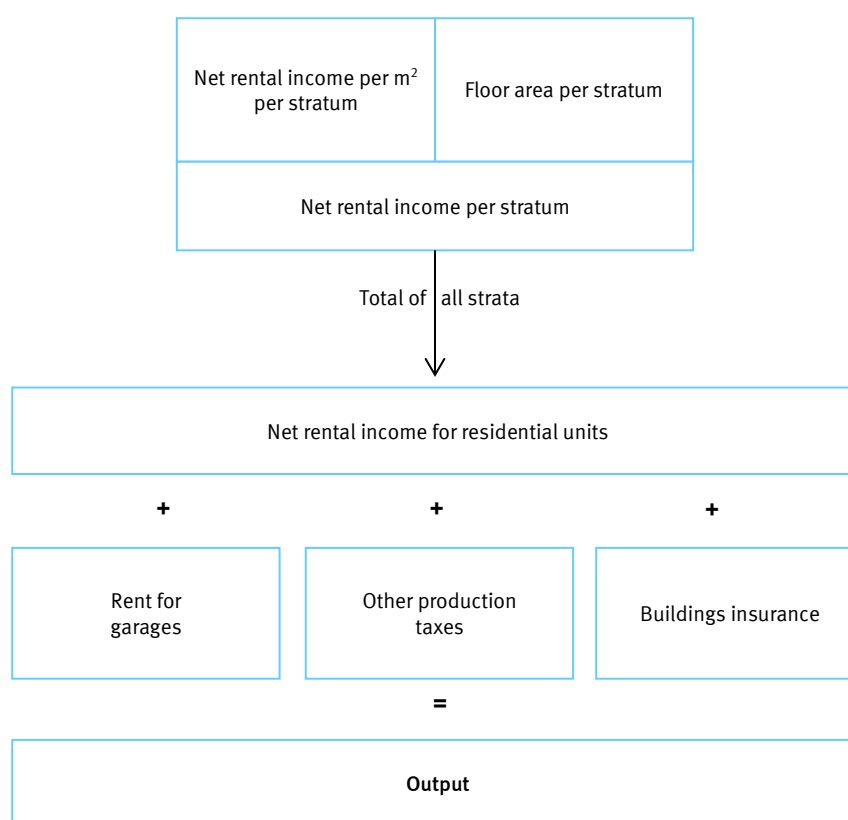 Net rental income per m²
per stratum
Floor area per stratum
Net rental income per stratum
Total of all strata
Net rental income for residential units
+ + +
Rent for
garages
Other production
taxes
Buildings insurance
=
Output